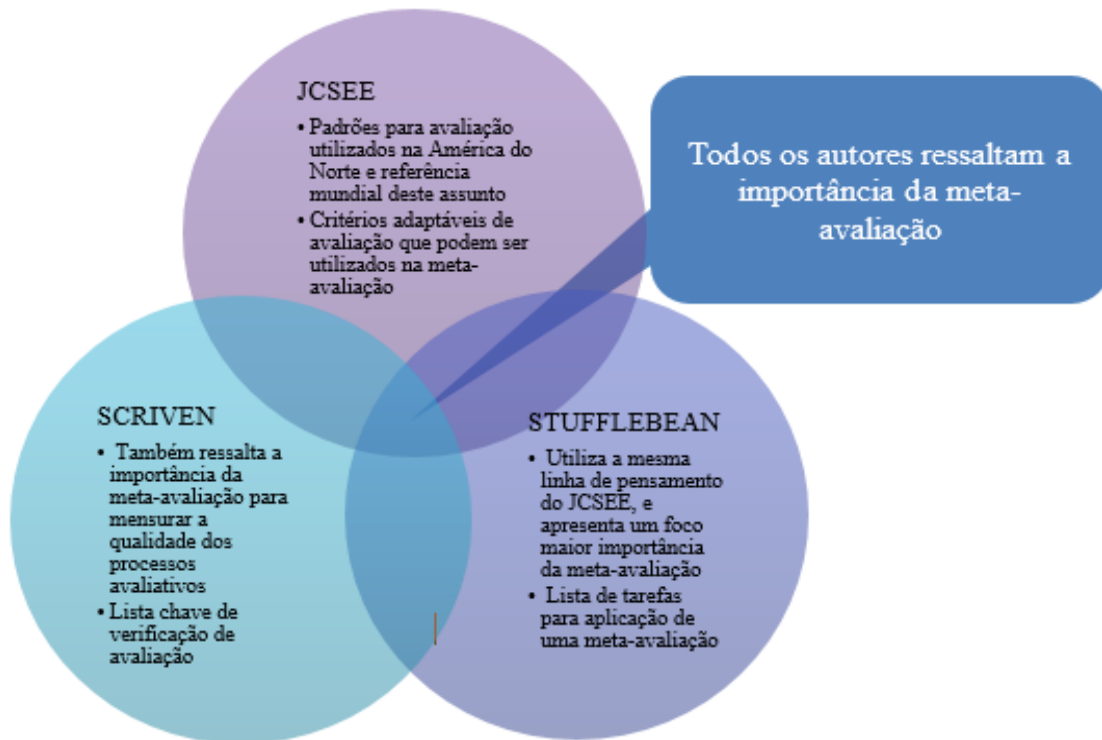 JCSEE
• Padrões para avaliação
utilizados na América do
Norte e referência
mundial deste assunto
• Critérios adaptáveis de
avaliação que podem ser
utilizados na meta-
avaliação
Todos os autores ressaltam a
importância da meta-
avaliação
SCRIVEN
• Também ressalta a
importância da
meta-avaliação para
mensurar a
qualidade dos
processos
avaliativos
• Lista chave de
verificação de
avaliação
STUFFLEBEAN
• Utiliza a mesma
linha de pensamento
do JCSEE, e
apresenta um foco
maior importância
da meta-avaliação
• Lista de tarefas
para aplicação de
uma meta-avaliação